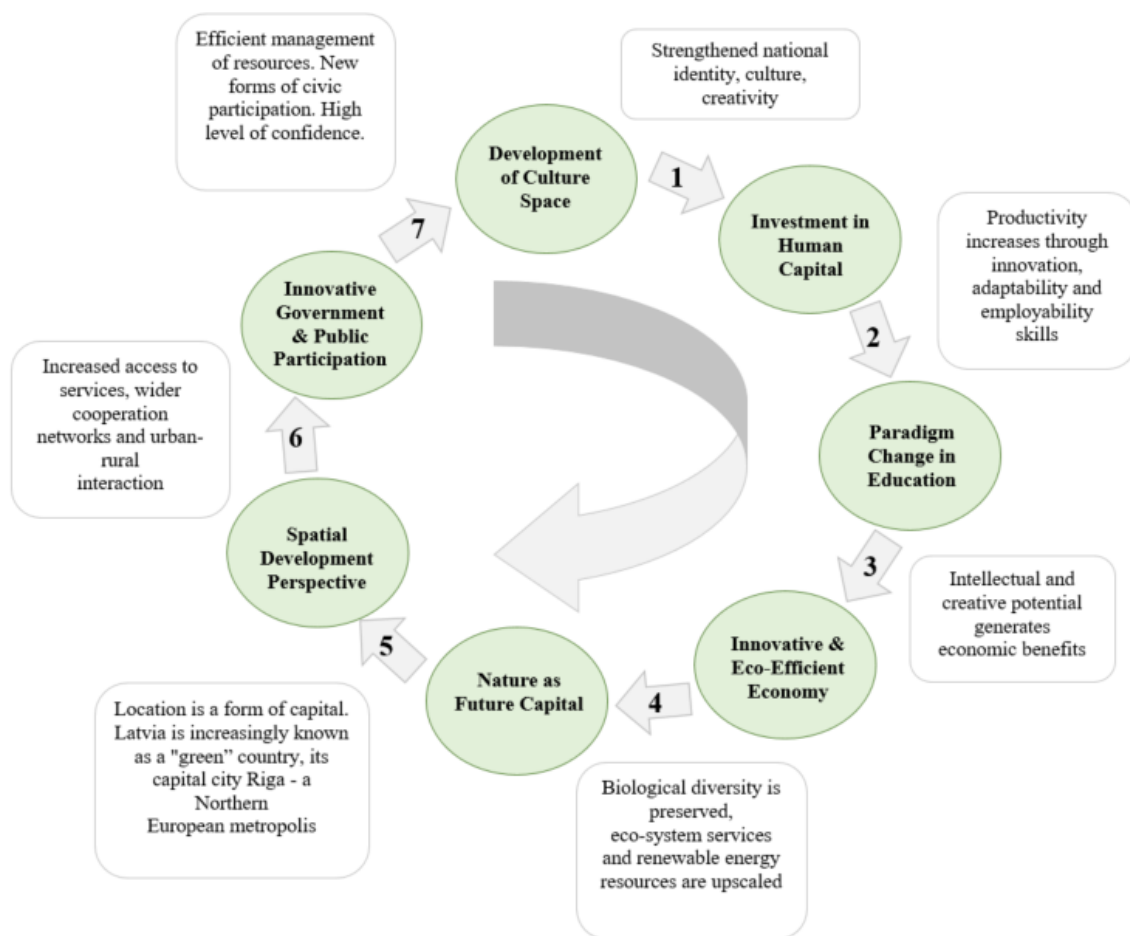 Efficient management
of resources. New
forms of civic
participation. High
level of confidence.
Strengthened national
identity, culture,
creativity
Development
of Culture
Space
1
Investment in
Human
Capital
Productivity
increases through
innovation,
adaptability and
employability
skills
2
Paradigm
Change in
Education
3
Intellectual and
creative potential
generates
economic benefits
Innovative &
Eco-Efficient
Economy
4
Biological diversity is
preserved,
eco-system services
and renewable energy
resources are upscaled
Nature as
Future Capital
5
Location is a form of capital.
Latvia is increasingly known
as a "green” country, its
capital city Riga - a
Northern
European metropolis
Spatial
Development
Perspective
6
Increased access to
services, wider
cooperation
networks and urban-
rural
interaction
Innovative
Government
& Public
Participation
7